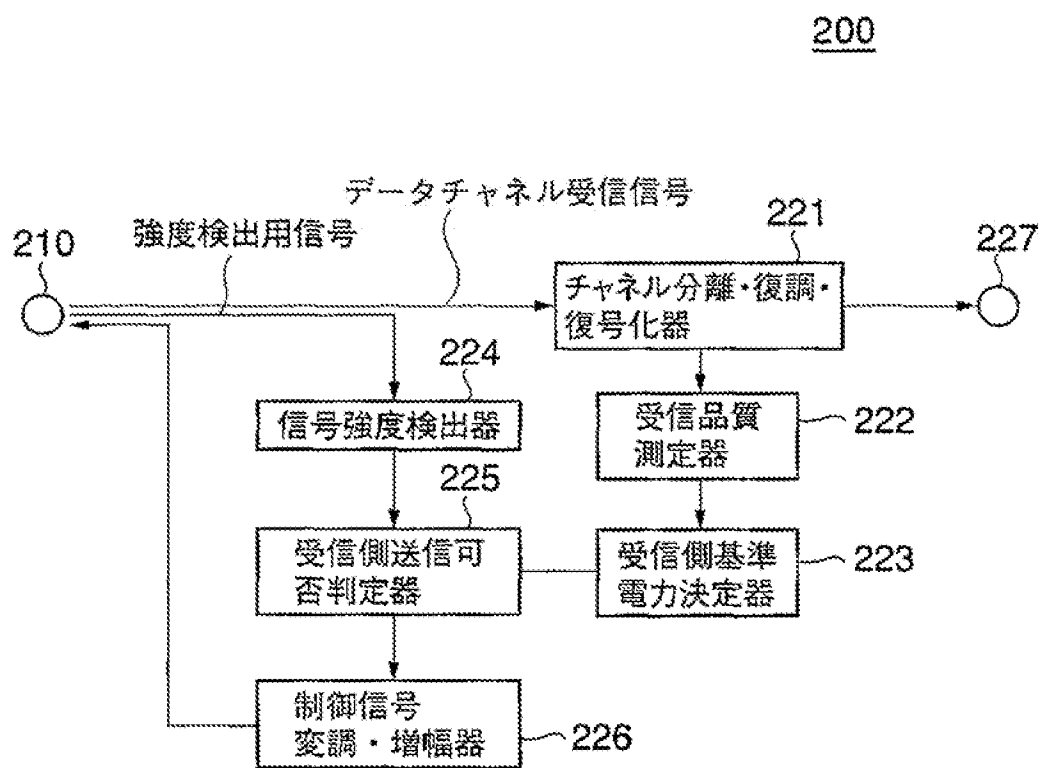 200
データチャネル受信信号
強度検出用信号
210
221
227
チャネル分離・復調・
復号化器
224
信号強度検出器
受信品質
測定器
222
225
受信側送信可
否判定器
受信側基準
電力決定器
223
制御信号
変調・増幅器
226